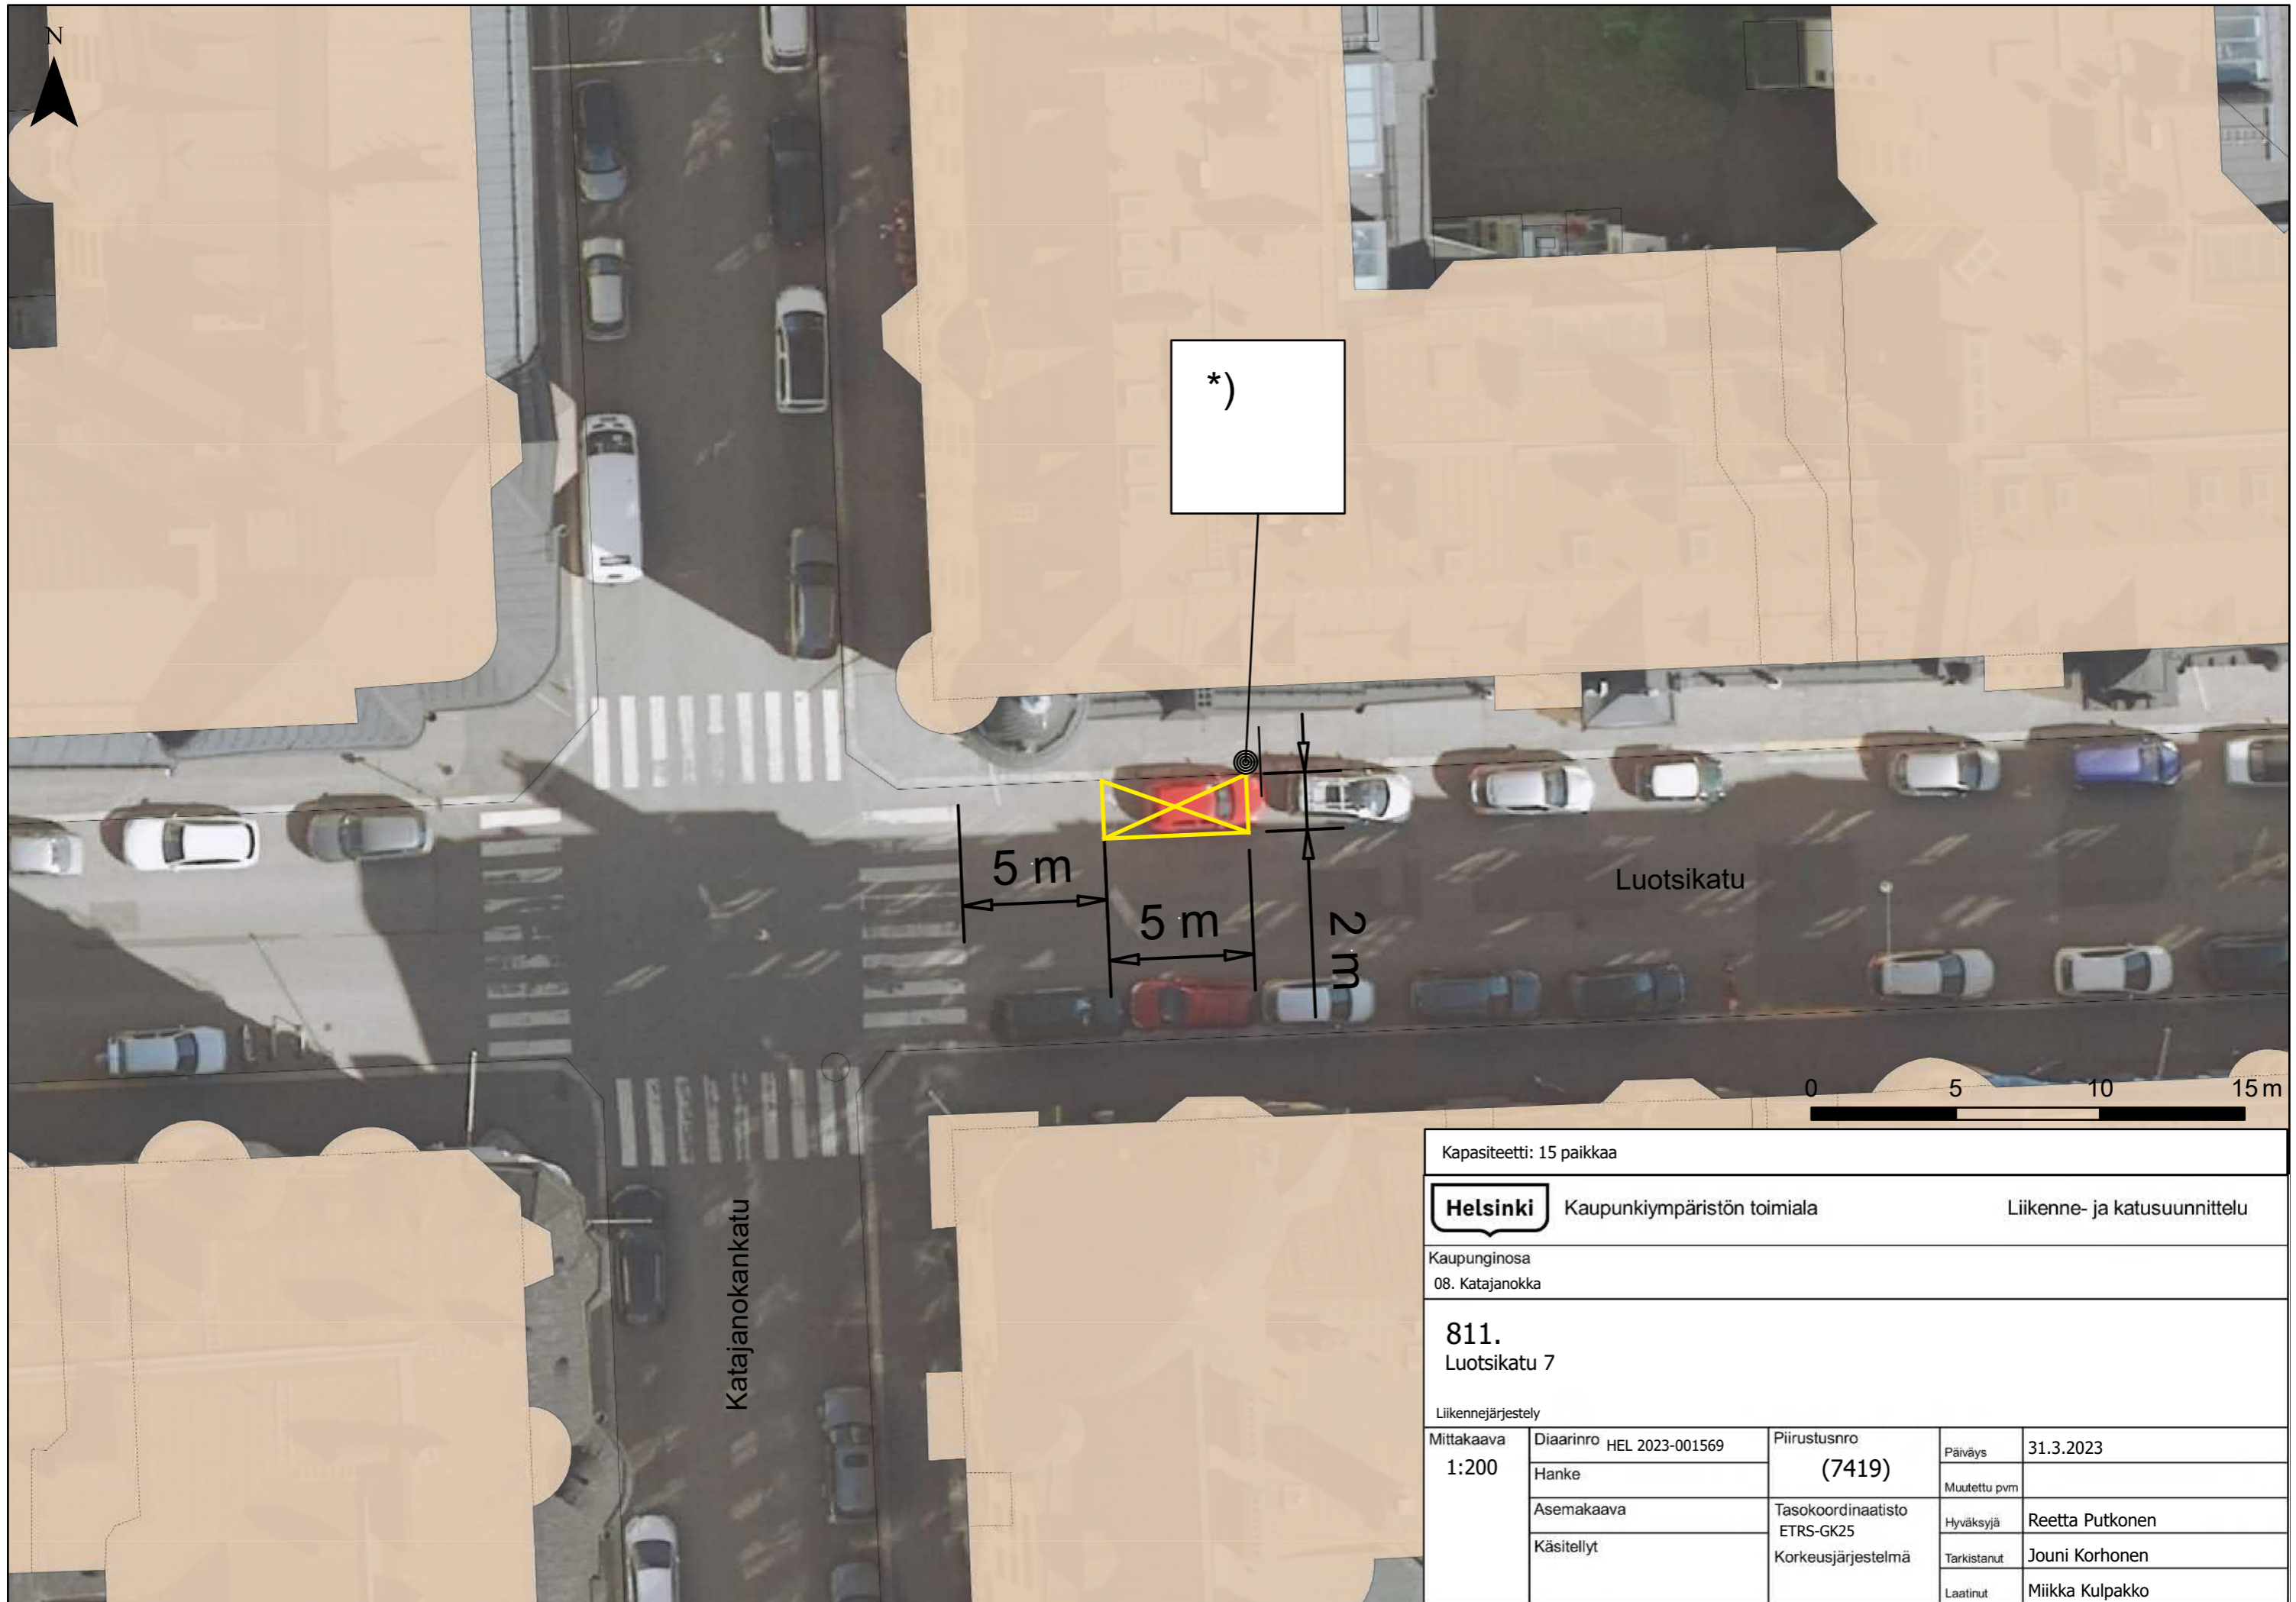 N
*)
5 m
5 m
2 m
Luotsikatu
Katajanokankatu
0 5 10 15 m
Kapasiteetti: 15 paikkaa
Helsinki Kaupunkiympäristön toimiala Liikenne- ja katusuunnittelu
Kaupunginosa
08. Katajanokka
811.
Luotsikatu 7
Liikennejärjestely
Mittakaava
1:200
Diaarinro HEL 2023-001569
Hanke
Asemakaava
Käsitellyt
Piirustusnro
(7419)
Tasokoordinaatisto
ETRS-GK25
Korkeusjärjestelmä
Päiväys 31.3.2023
Muutettu pvm
Hyväksyjä Reetta Putkonen
Tarkistanut Jouni Korhonen
Laatinut Miikka Kulpakko